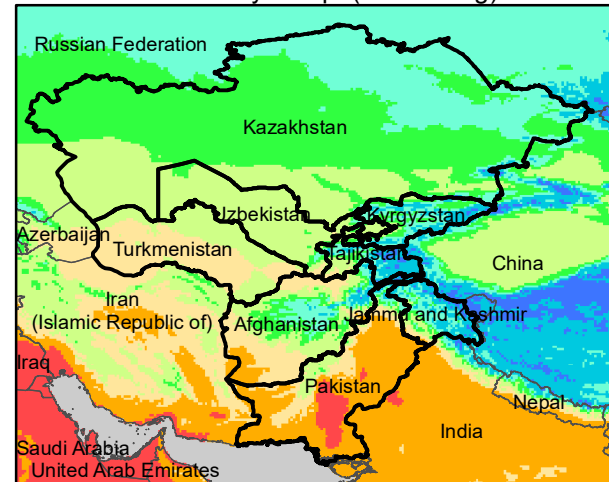 Russian Federation
Kazakhstan
Uzbekistan
Kyrgyzstan
Azerbaijan
Turkmenistan
Tajikistan
China
Iran
(Islamic Republic of)
Afghanistan
Jammu and Kashmir
Iraq
Pakistan
Nepal
India
Saudi Arabia
United Arab Emirates